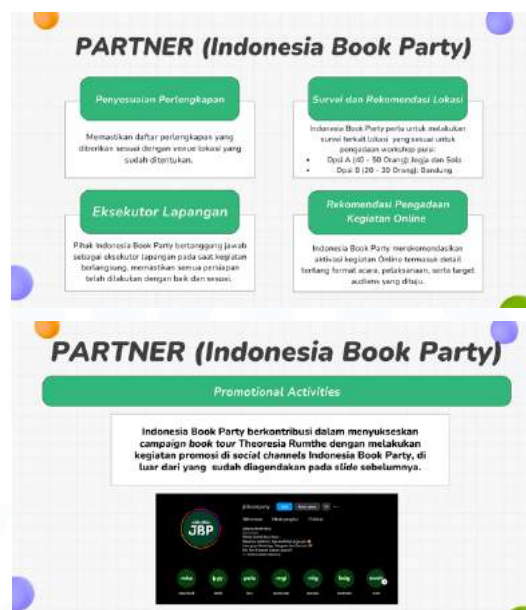 PARTNER (Indonesia Book Party)
Penyesuaian Perlengkapan
Memastikan daftar perlengkapan yang
diberikan sesuai dengan venue lokasi yang
sudah ditentukan.
Survei dan Rekomendasi Lokasi
Indonesia Book Party perlu untuk melakukan
survei terkait lokasi yang sesuai untuk
pengadaan workshop puisi:
• Opsi A (40 - 50 Orang): Jogja dan Solo
• Opsi B (20 - 30 Orang): Bandung
Eksekutor Lapangan
Pihak Indonesia Book Party bertanggung jawab
sebagai eksekutor lapangan pada saat kegiatan
berlangsung, memastikan semua persiapan
telah dilakukan dengan baik dan sesuai.
Rekomendasi Pengadaan
Kegiatan Online
Indonesia Book Party merekomendasikan
aktivasi kegiatan Online termasuk detail
tentang format acara, pelaksanaan, serta target
audiens yang dituju.
PARTNER (Indonesia Book Party)
Promotional Activities
Indonesia Book Party berkontribusi dalam menyukseskan
campaign book tour Theoresia Rumthe dengan melakukan
kegiatan promosi di social channels Indonesia Book Party, di
luar dari yang sudah diagendakan pada slide sebelumnya.
JBP